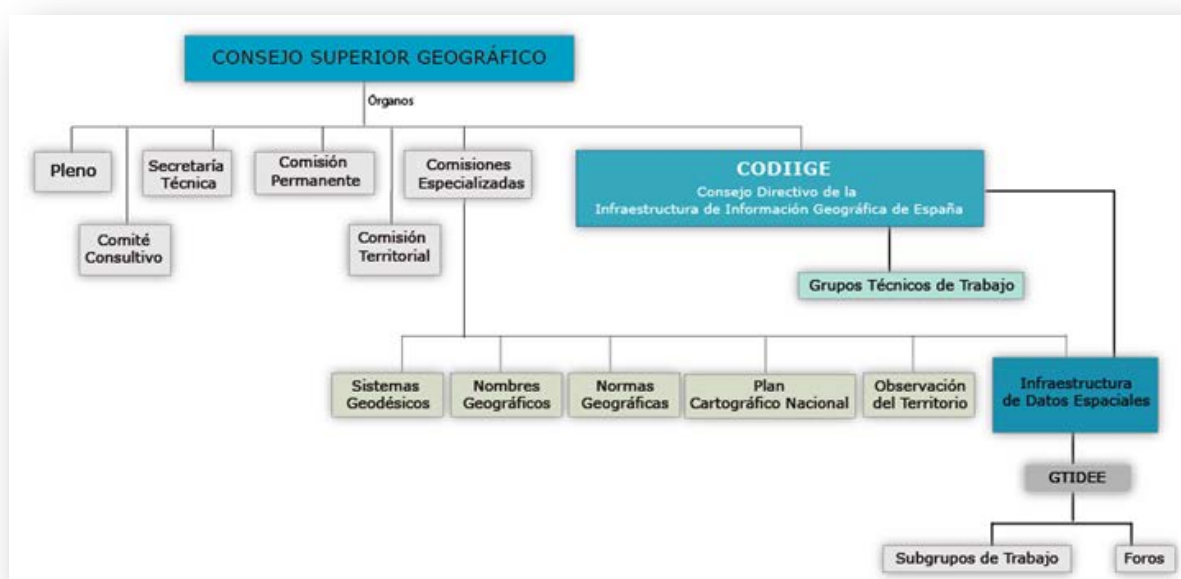 CONSEJO SUPERIOR GEOGRÁFICO
Órganos
Pleno
Secretaría
Técnica
Comisión
Permanente
Comisiones
Especializadas
CODIIGE
Consejo Directivo de la
Infraestructura de Información Geográfica de España
Comité
Consultivo
Comisión
Territorial
Grupos Técnicos de Trabajo
Sistemas
Geodésicos
Nombres
Geográficos
Normas
Geográficas
Plan
Cartográfico Nacional
Observación
del Territorio
Infraestructura
de Datos Espaciales
GTIDEE
Subgrupos de Trabajo
Foros